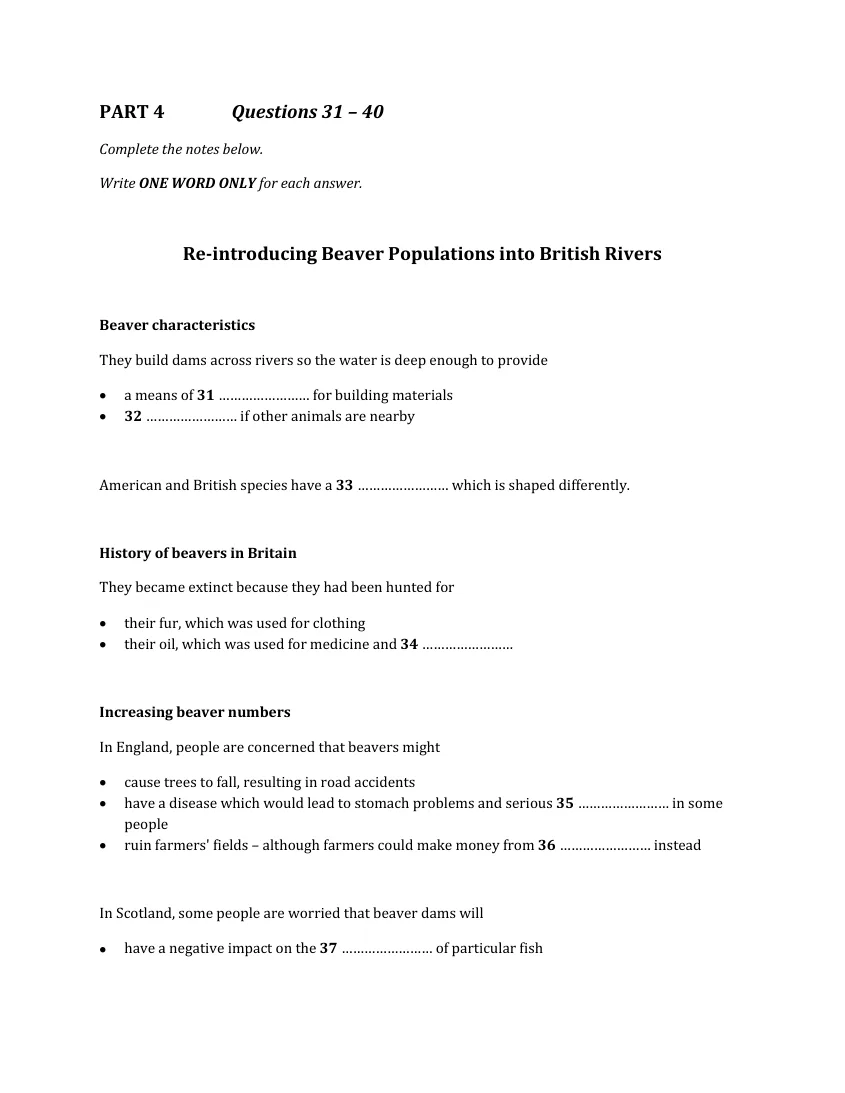 PART 4 Questions 31 – 40
Complete the notes below.
Write ONE WORD ONLY for each answer.
Re-introducing Beaver Populations into British Rivers
Beaver characteristics
They build dams across rivers so the water is deep enough to provide
• a means of 31 …………………… for building materials
• 32 …………………… if other animals are nearby
American and British species have a 33 …………………… which is shaped differently.
History of beavers in Britain
They became extinct because they had been hunted for
• their fur, which was used for clothing
• their oil, which was used for medicine and 34 ……………………
Increasing beaver numbers
In England, people are concerned that beavers might
• cause trees to fall, resulting in road accidents
• have a disease which would lead to stomach problems and serious 35 …………………… in some
people
• ruin farmers' fields – although farmers could make money from 36 …………………… instead
In Scotland, some people are worried that beaver dams will
• have a negative impact on the 37 …………………… of particular fish